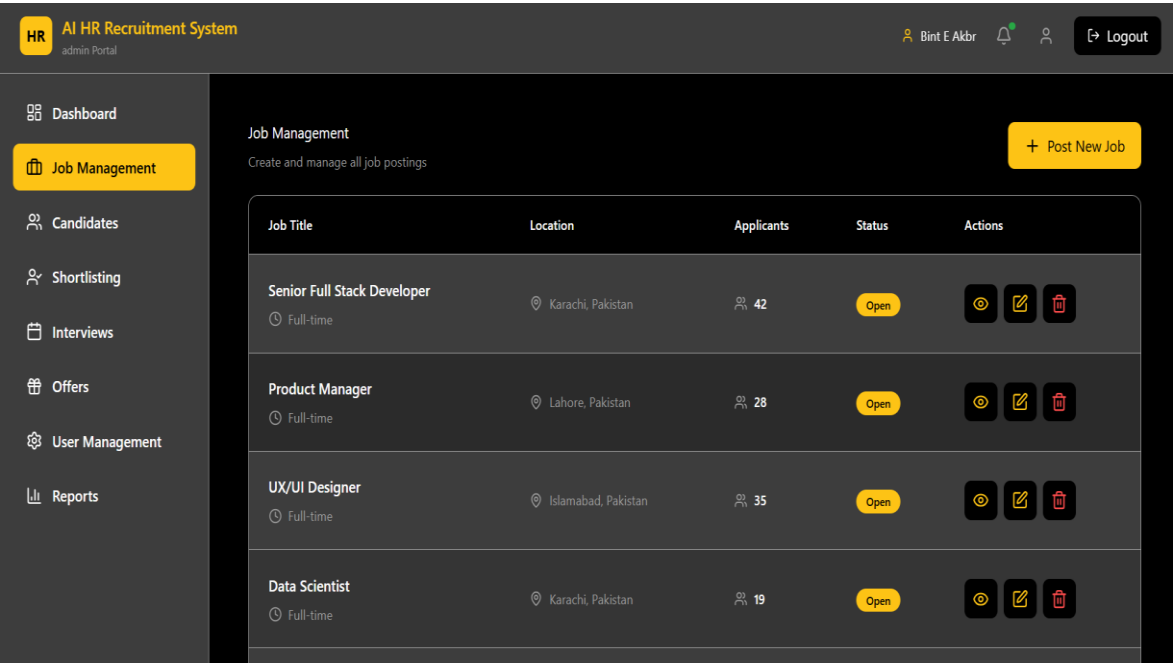 HR
AI HR Recruitment System
admin Portal
Bint E Akbr
Logout
Dashboard
Job Management
Candidates
Shortlisting
Interviews
Offers
User Management
Reports
Job Management
Create and manage all job postings
+ Post New Job
Job Title Location Applicants Status Actions
Senior Full Stack Developer
Full-time
Karachi, Pakistan
42
Open
Product Manager
Full-time
Lahore, Pakistan
28
Open
UX/UI Designer
Full-time
Islamabad, Pakistan
35
Open
Data Scientist
Full-time
Karachi, Pakistan
19
Open